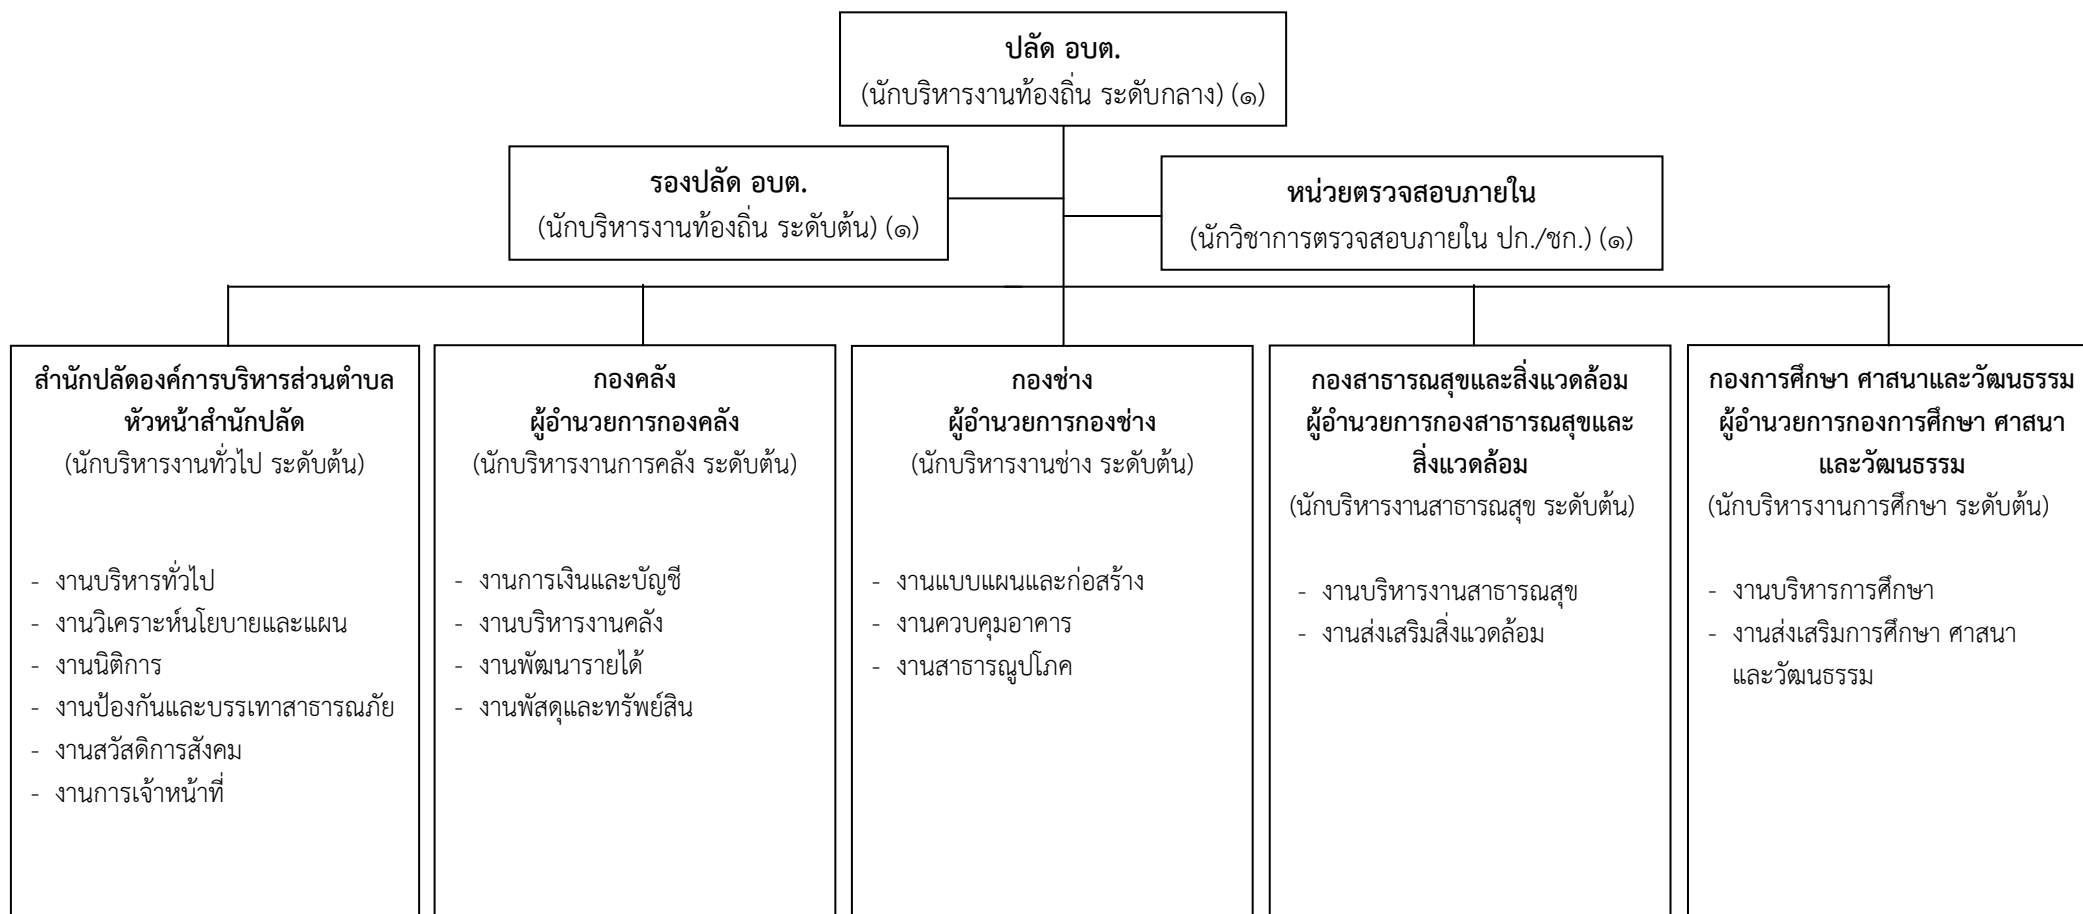 ปลัด อบต.
(นักบริหารงานท้องถิ่น ระดับกลาง) (๑)
รองปลัด อบต.
(นักบริหารงานท้องถิ่น ระดับต้น) (๑)
หน่วยตรวจสอบภายใน
(นักวิชาการตรวจสอบภายใน ปก./ชก.) (๑)
สำนักปลัดองค์การบริหารส่วนตำบล
หัวหน้าสำนักปลัด
(นักบริหารงานทั่วไป ระดับต้น)
- งานบริหารทั่วไป
- งานวิเคราะห์นโยบายและแผน
- งานนิติการ
- งานป้องกันและบรรเทาสาธารณภัย
- งานสวัสดิการสังคม
- งานการเจ้าหน้าที่
กองคลัง
ผู้อำนวยการกองคลัง
(นักบริหารงานการคลัง ระดับต้น)
- งานการเงินและบัญชี
- งานบริหารงานคลัง
- งานพัฒนารายได้
- งานพัสดุและทรัพย์สิน
กองช่าง
ผู้อำนวยการกองช่าง
(นักบริหารงานช่าง ระดับต้น)
- งานแบบแผนและก่อสร้าง
- งานควบคุมอาคาร
- งานสาธารณูปโภค
กองสาธารณสุขและสิ่งแวดล้อม
ผู้อำนวยการกองสาธารณสุขและ
สิ่งแวดล้อม
(นักบริหารงานสาธารณสุข ระดับต้น)
- งานบริหารงานสาธารณสุข
- งานส่งเสริมสิ่งแวดล้อม
กองการศึกษา ศาสนาและวัฒนธรรม
ผู้อำนวยการกองการศึกษา ศาสนา
และวัฒนธรรม
(นักบริหารงานการศึกษา ระดับต้น)
- งานบริหารการศึกษา
- งานส่งเสริมการศึกษา ศาสนา
และวัฒนธรรม